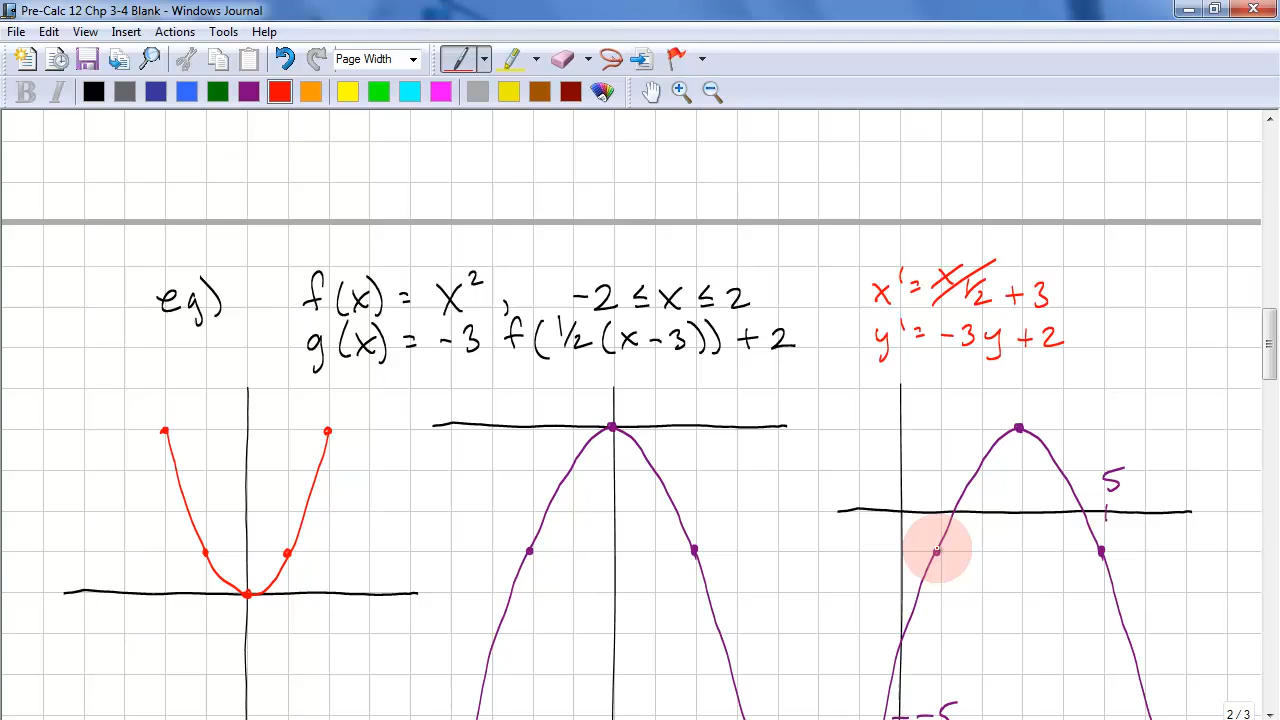 Pre-Calc 12 Chp 3-4 Blank - Windows Journal
File Edit View Insert Actions Tools Help
Page Width
B I
eg) f(x) = x², -2 ≤ x ≤ 2
g(x) = -3 f(1/2(x-3)) + 2
x' = x/1/2 + 3
y' = -3y + 2
5
-5
2 / 3